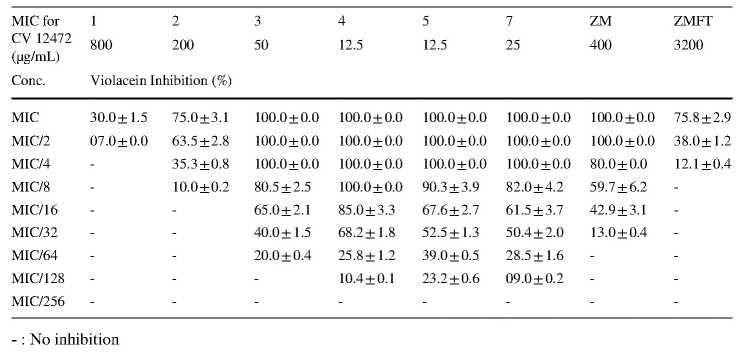 MIC for 1 2 3 4 5 7 ZM ZMFT
CV 12472 800 200 50 12.5 12.5 25 400 3200
(µg/mL)
Conc. Violacein Inhibition (%)
MIC 30.0±1.5 75.0±3.1 100.0±0.0 100.0±0.0 100.0±0.0 100.0±0.0 100.0±0.0 75.8±2.9
MIC/2 07.0±0.0 63.5±2.8 100.0±0.0 100.0±0.0 100.0±0.0 100.0±0.0 100.0±0.0 38.0±1.2
MIC/4 - 35.3±0.8 100.0±0.0 100.0±0.0 100.0±0.0 100.0±0.0 80.0±0.0 12.1±0.4
MIC/8 - 10.0±0.2 80.5±2.5 100.0±0.0 90.3±3.9 82.0±4.2 59.7±6.2 -
MIC/16 - - 65.0±2.1 85.0±3.3 67.6±2.7 61.5±3.7 42.9±3.1 -
MIC/32 - - 40.0±1.5 68.2±1.8 52.5±1.3 50.4±2.0 13.0±0.4 -
MIC/64 - - 20.0±0.4 25.8±1.2 39.0±0.5 28.5±1.6 - -
MIC/128 - - - 10.4±0.1 23.2±0.6 09.0±0.2 - -
MIC/256 - - - - - - - -
- : No inhibition